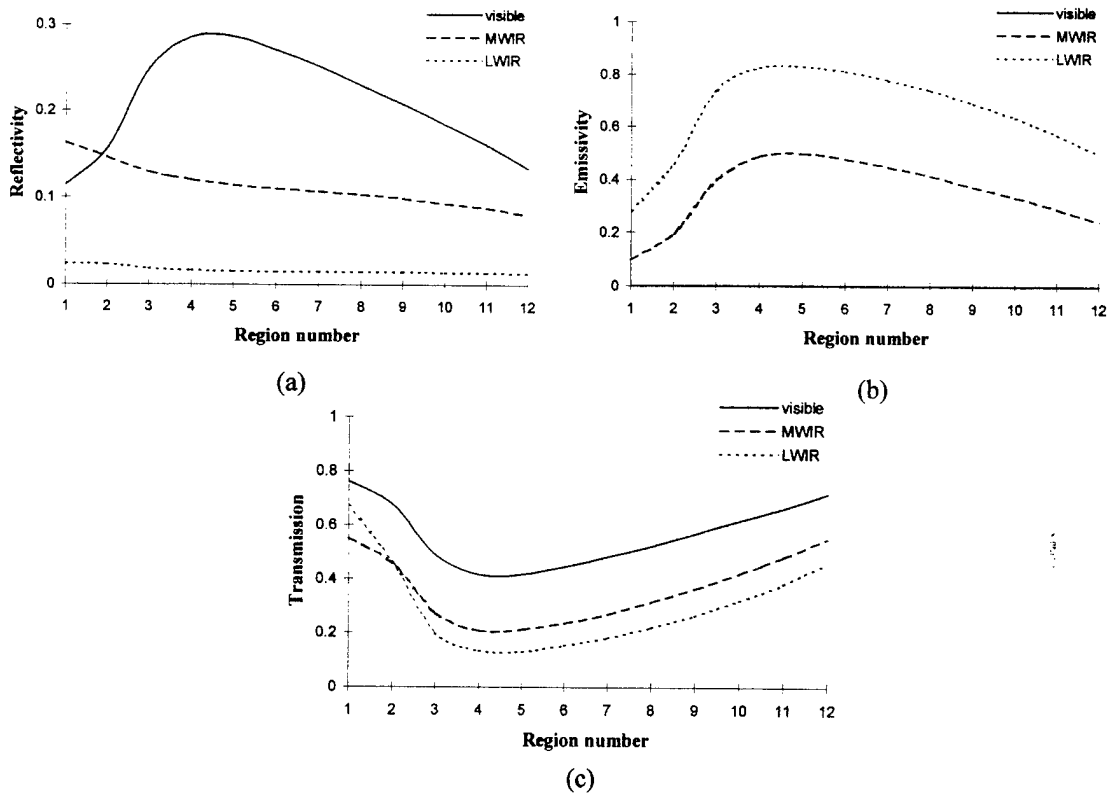 visible
MWIR
LWIR
Reflectivity
0.3
0.2
0.1
0
1 2 3 4 5 6 7 8 9 10 11 12
Region number
(a)
visible
MWIR
LWIR
Emissivity
1
0.8
0.6
0.4
0.2
0
1 2 3 4 5 6 7 8 9 10 11 12
Region number
(b)
visible
MWIR
LWIR
Transmission
1
0.8
0.6
0.4
0.2
0
1 2 3 4 5 6 7 8 9 10 11 12
Region number
(c)